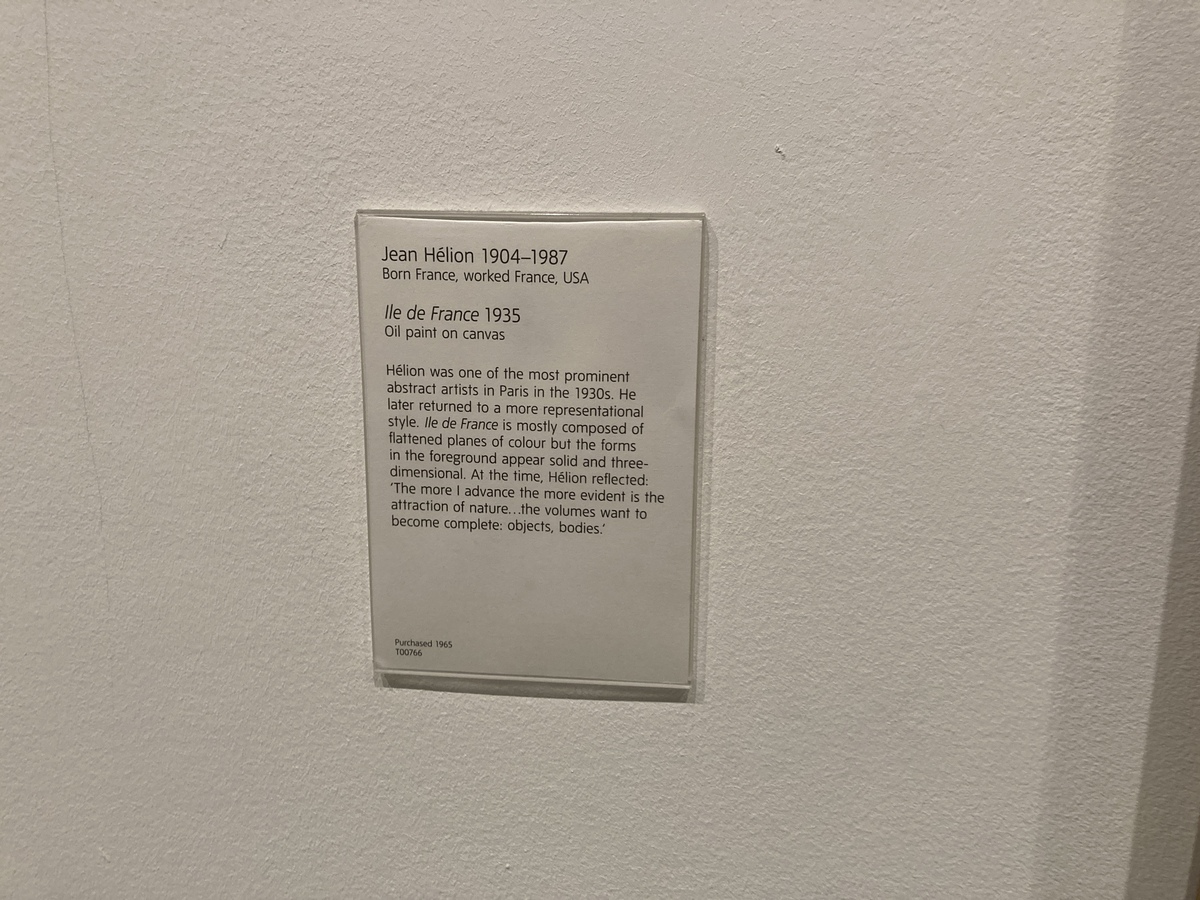 Jean Hélion 1904–1987
Born France, worked France, USA
Ile de France 1935
Oil paint on canvas
Hélion was one of the most prominent
abstract artists in Paris in the 1930s. He
later returned to a more representational
style. Ile de France is mostly composed of
flattened planes of colour but the forms
in the foreground appear solid and three-
dimensional. At the time, Hélion reflected:
‘The more I advance the more evident is the
attraction of nature…the volumes want to
become complete: objects, bodies.’
Purchased 1965
T00766